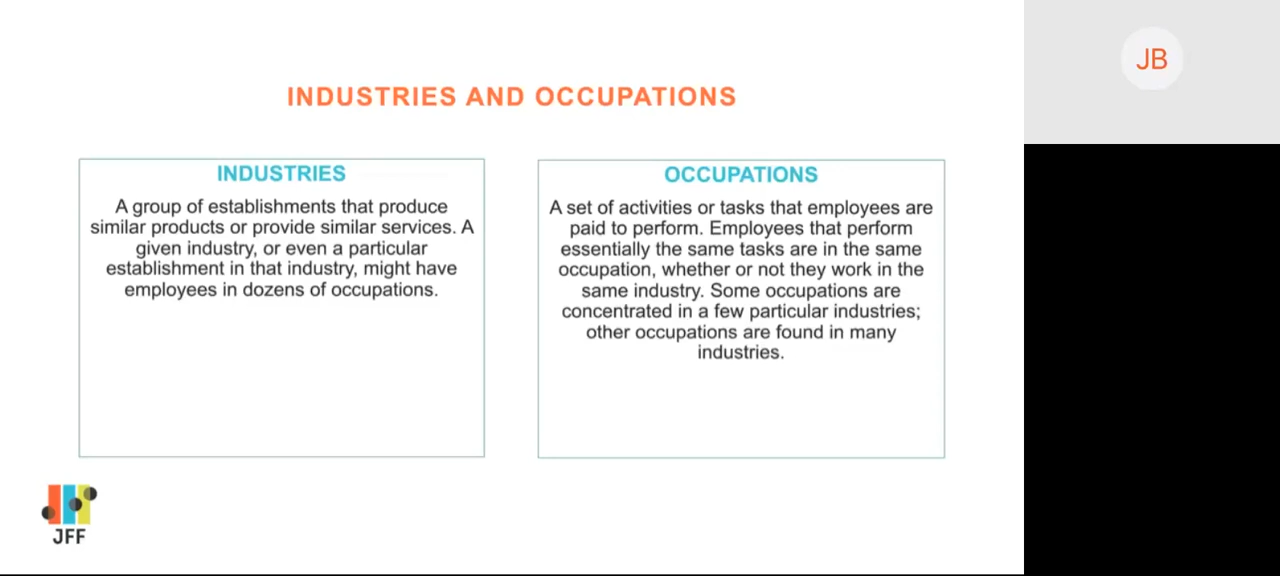 INDUSTRIES AND OCCUPATIONS
INDUSTRIES
A group of establishments that produce
similar products or provide similar services. A
given industry, or even a particular
establishment in that industry, might have
employees in dozens of occupations.
OCCUPATIONS
A set of activities or tasks that employees are
paid to perform. Employees that perform
essentially the same tasks are in the same
occupation, whether or not they work in the
same industry. Some occupations are
concentrated in a few particular industries;
other occupations are found in many
industries.
JFF
JB